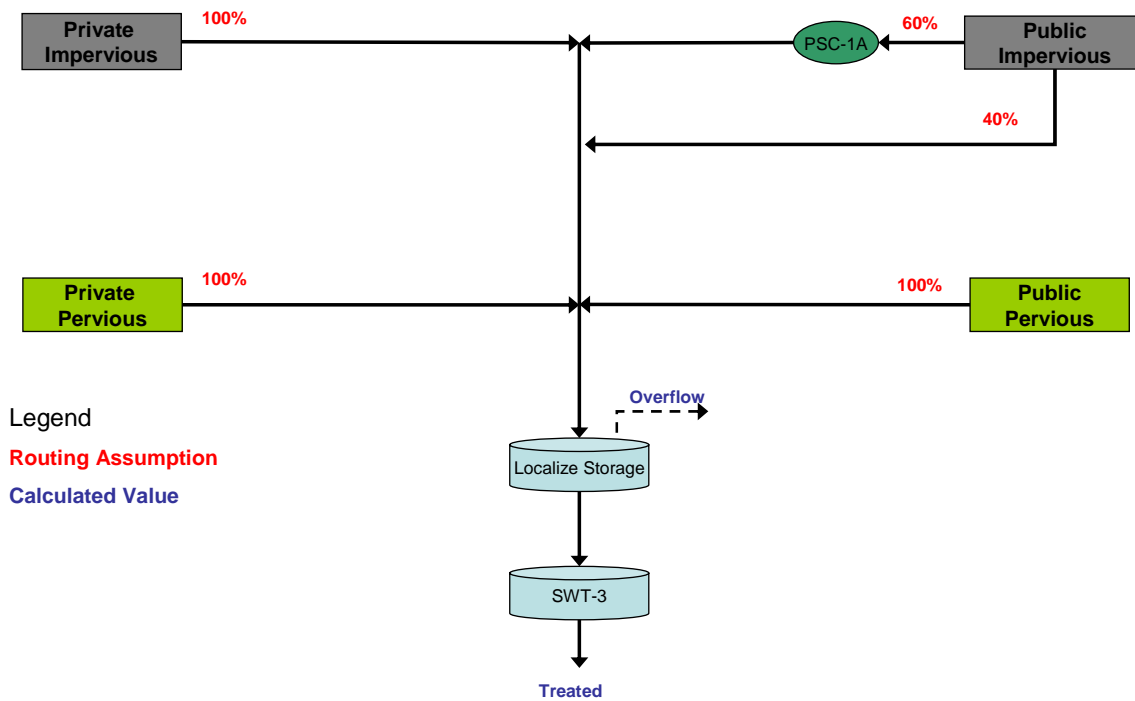 100%
Private
Impervious
60%
PSC-1A
Public
Impervious
40%
100%
Private
Pervious
100%
Public
Pervious
Legend
Routing Assumption
Calculated Value
Overflow
Localize Storage
SWT-3
Treated